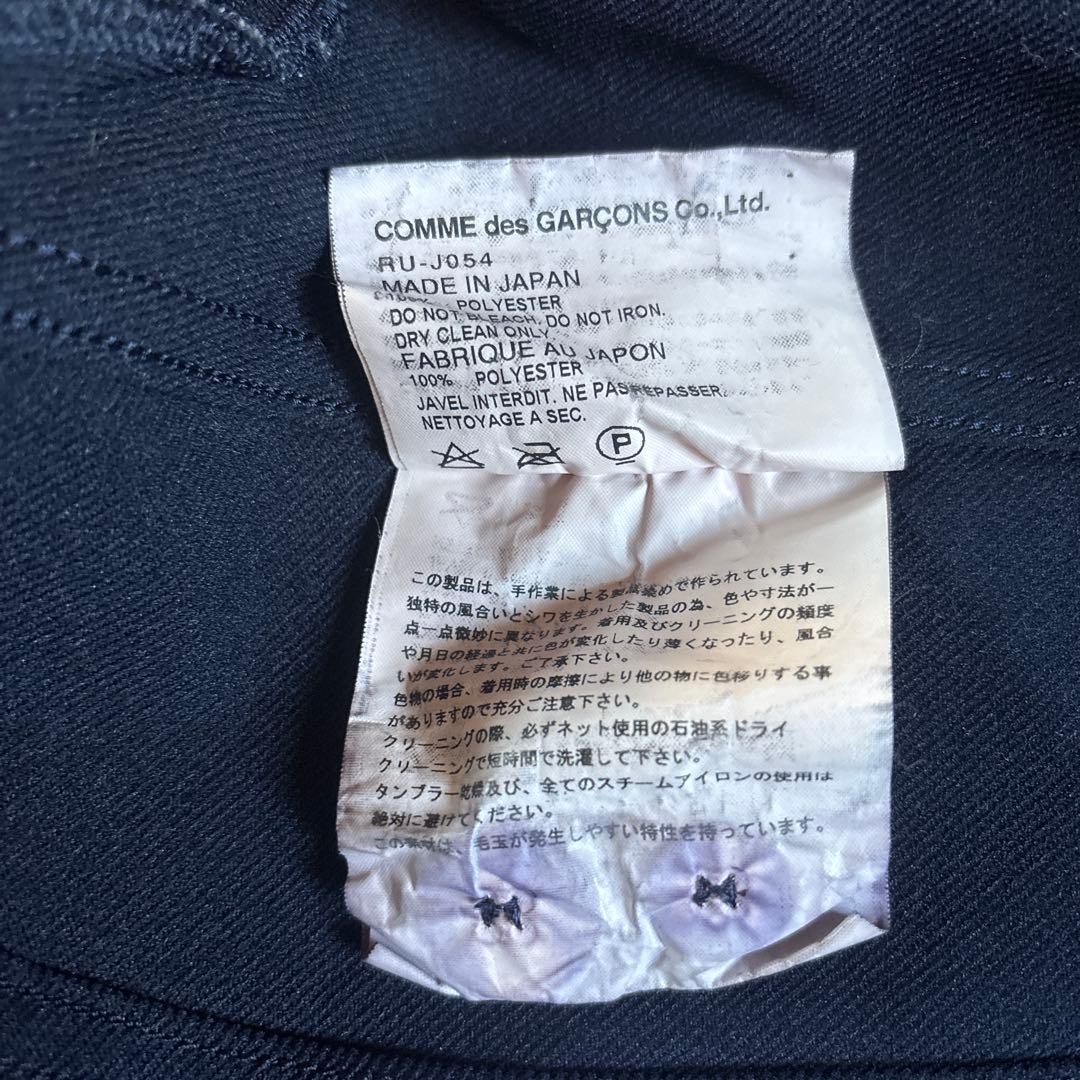 COMME des GARÇONS Co.,Ltd.
RU-J054
MADE IN JAPAN
100% POLYESTER
DO NOT BLEACH. DO NOT IRON.
DRY CLEAN ONLY
FABRIQUE AU JAPON
100% POLYESTER
JAVEL INTERDIT. NE PAS REPASSER.
NETTOYAGE A SEC.
P
この製品は、手作業による製品染めで作られています。
独特の風合いとシワを生かした製品の為、色や寸法が一
点一点微妙に異なります。着用及びクリーニングの頻度
や月日の経過と共に色が変化したり薄くなったり、風合
いが変化します。ご了承下さい。
色物の場合、着用時の摩擦により他の物に色移りする事
がありますので充分ご注意下さい。
クリーニングの際、必ずネット使用の石油系ドライ
クリーニングで短時間で洗濯して下さい。
タンブラー乾燥及び、全てのスチームアイロンの使用は
絶対に避けてください。
この素材は、毛玉が発生しやすい特性を持っています。